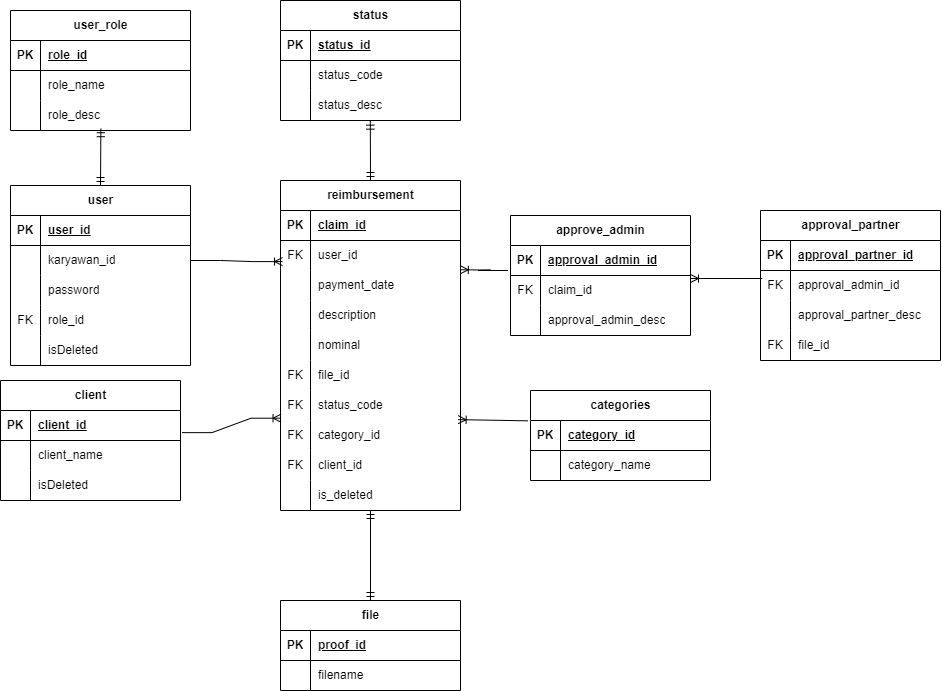 user_role
PK role_id
role_name
role_desc
status
PK status_id
status_code
status_desc
user
PK user_id
karyawan_id
password
FK role_id
isDeleted
reimbursement
PK claim_id
FK user_id
payment_date
description
nominal
FK file_id
FK status_code
FK category_id
FK client_id
is_deleted
approve_admin
PK approval_admin_id
FK claim_id
approval_admin_desc
approval_partner
PK approval_partner_id
FK approval_admin_id
approval_partner_desc
FK file_id
client
PK client_id
client_name
isDeleted
categories
PK category_id
category_name
file
PK proof_id
filename